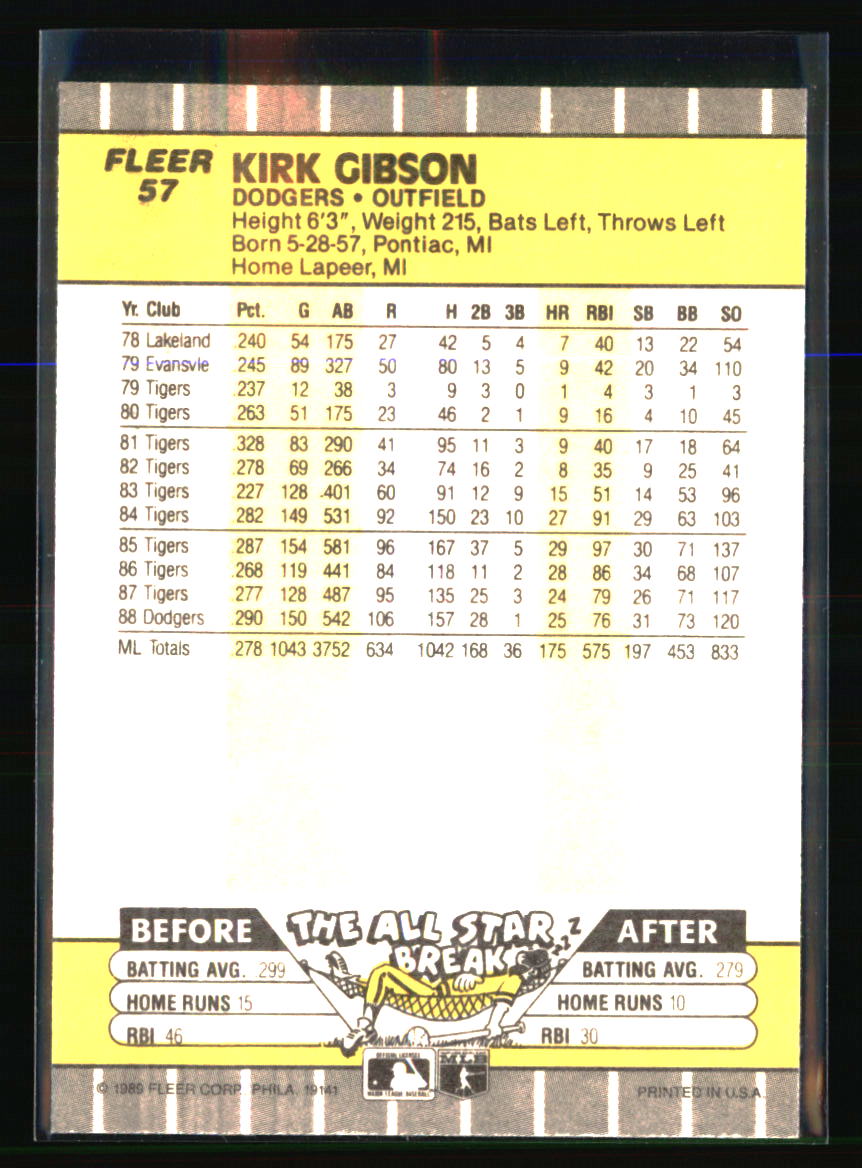 FLEER
57
KIRK GIBSON
DODGERS • OUTFIELD
Height 6'3", Weight 215, Bats Left, Throws Left
Born 5-28-57, Pontiac, MI
Home Lapeer, MI
Yr. Club Pct. G AB R H 2B 3B HR RBI SB BB SO
78 Lakeland .240 54 175 27 42 5 4 7 40 13 22 54
79 Evansvle .245 89 327 50 80 13 5 9 42 20 34 110
79 Tigers .237 12 38 3 9 3 0 1 4 3 1 3
80 Tigers .263 51 175 23 46 2 1 9 16 4 10 45
81 Tigers .328 83 290 41 95 11 3 9 40 17 18 64
82 Tigers .278 69 266 34 74 16 2 8 35 9 25 41
83 Tigers .227 128 .401 60 91 12 9 15 51 14 53 96
84 Tigers .282 149 531 92 150 23 10 27 91 29 63 103
85 Tigers .287 154 581 96 167 37 5 29 97 30 71 137
86 Tigers .268 119 441 84 118 11 2 28 86 34 68 107
87 Tigers .277 128 487 95 135 25 3 24 79 26 71 117
88 Dodgers .290 150 542 106 157 28 1 25 76 31 73 120
ML Totals .278 1043 3752 634 1042 168 36 175 575 197 453 833
THE ALL STAR
BREAK
Z
Z
Z
Z
BEFORE
BATTING AVG. .299
HOME RUNS 15
RBI 46
AFTER
BATTING AVG. .279
HOME RUNS 10
RBI 30
OFFICIAL LICENSEE
MAJOR LEAGUE BASEBALL
© 1989 FLEER CORP. PHILA. 19141
PRINTED IN U.S.A.